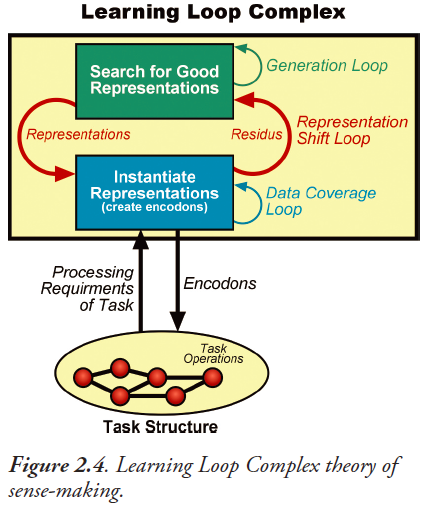 Learning Loop Complex
Search for Good
Representations
Generation Loop
Representations
Residus
Representation
Shift Loop
Instantiate
Representations
(create encodons)
Data Coverage
Loop
Processing
Requirments
of Task
Encodons
Task
Operations
Task Structure
Figure 2.4. Learning Loop Complex theory of
sense-making.